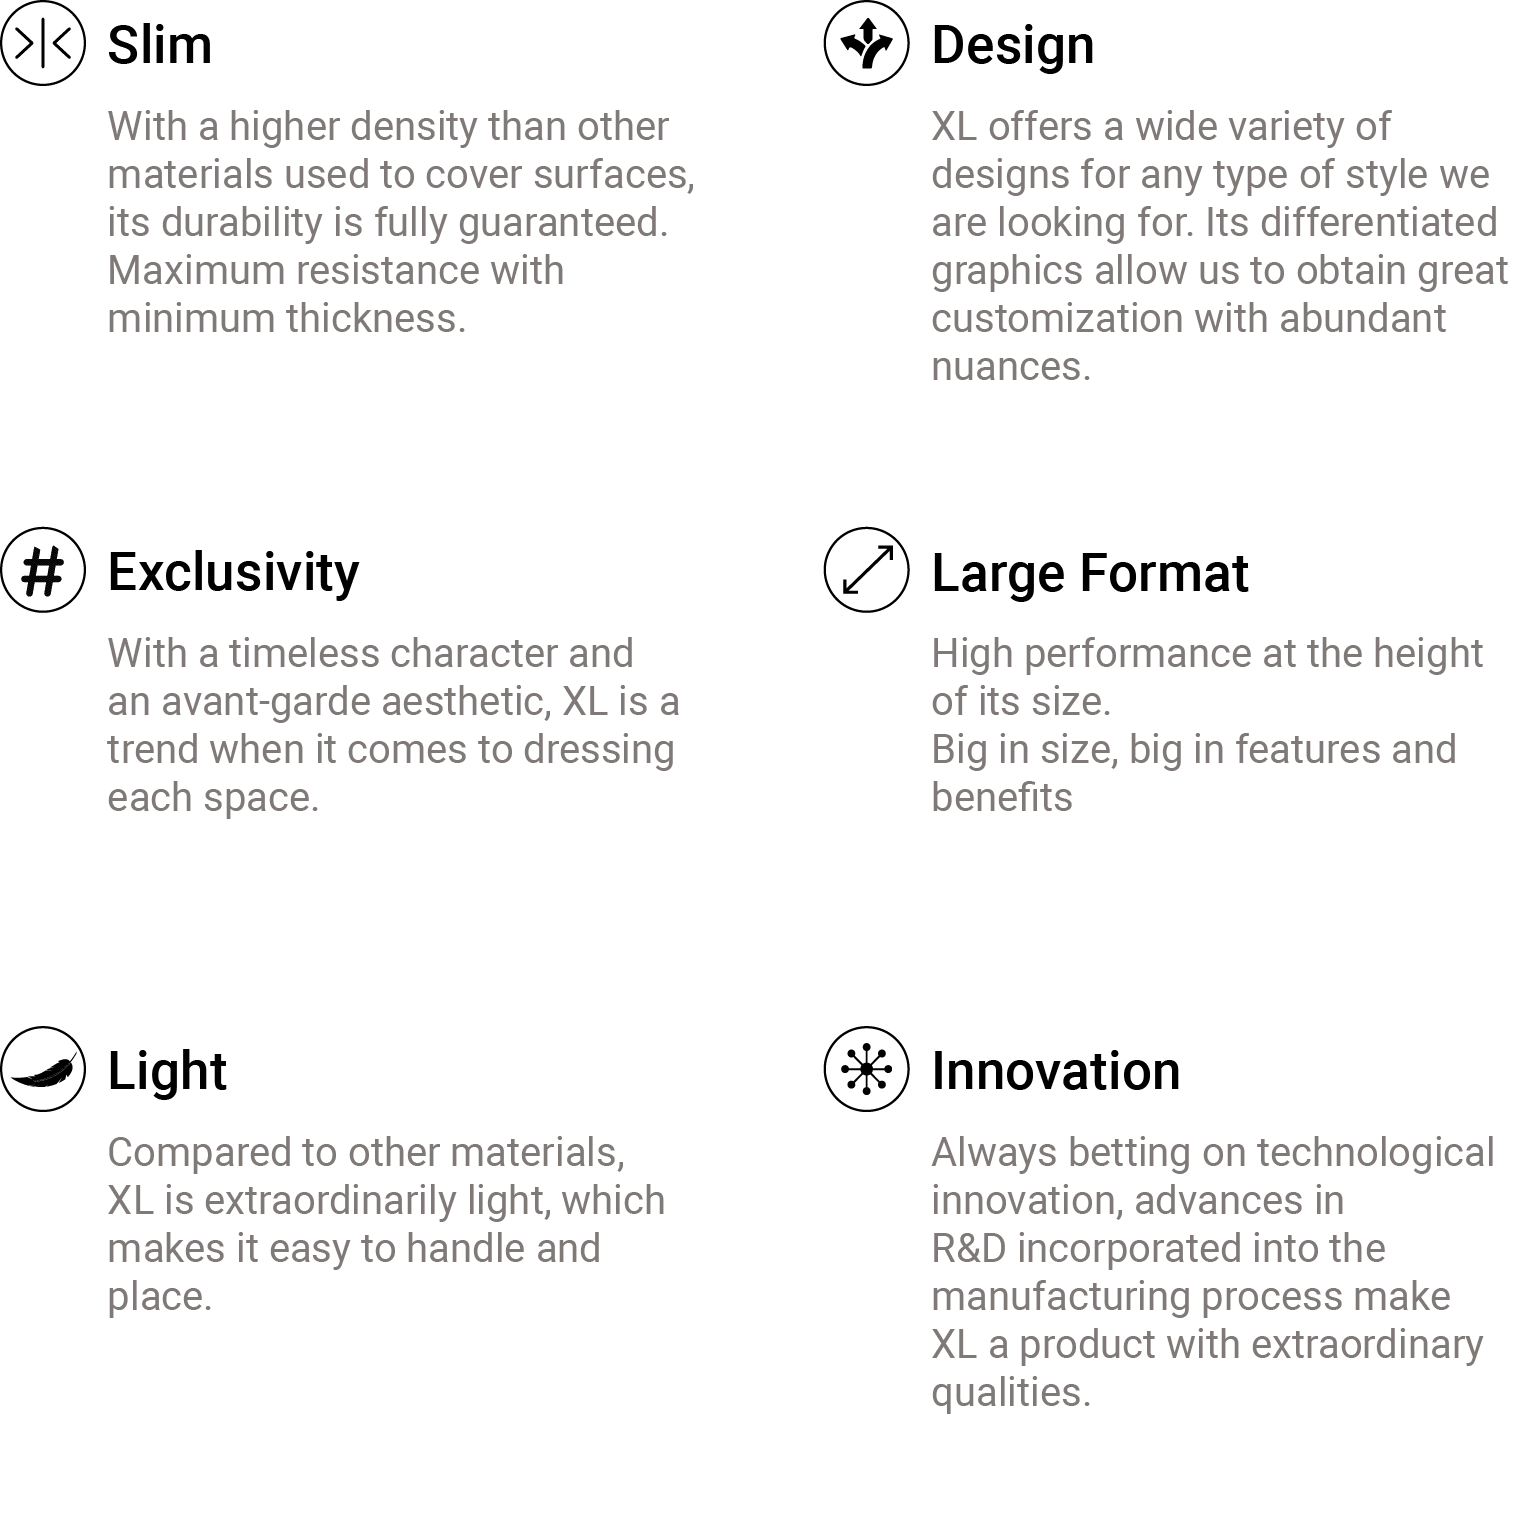 Slim
With a higher density than other
materials used to cover surfaces,
its durability is fully guaranteed.
Maximum resistance with
minimum thickness.
Design
XL offers a wide variety of
designs for any type of style we
are looking for. Its differentiated
graphics allow us to obtain great
customization with abundant
nuances.
Exclusivity
With a timeless character and
an avant-garde aesthetic, XL is a
trend when it comes to dressing
each space.
Large Format
High performance at the height
of its size.
Big in size, big in features and
benefits
Light
Compared to other materials,
XL is extraordinarily light, which
makes it easy to handle and
place.
Innovation
Always betting on technological
innovation, advances in
R&D incorporated into the
manufacturing process make
XL a product with extraordinary
qualities.